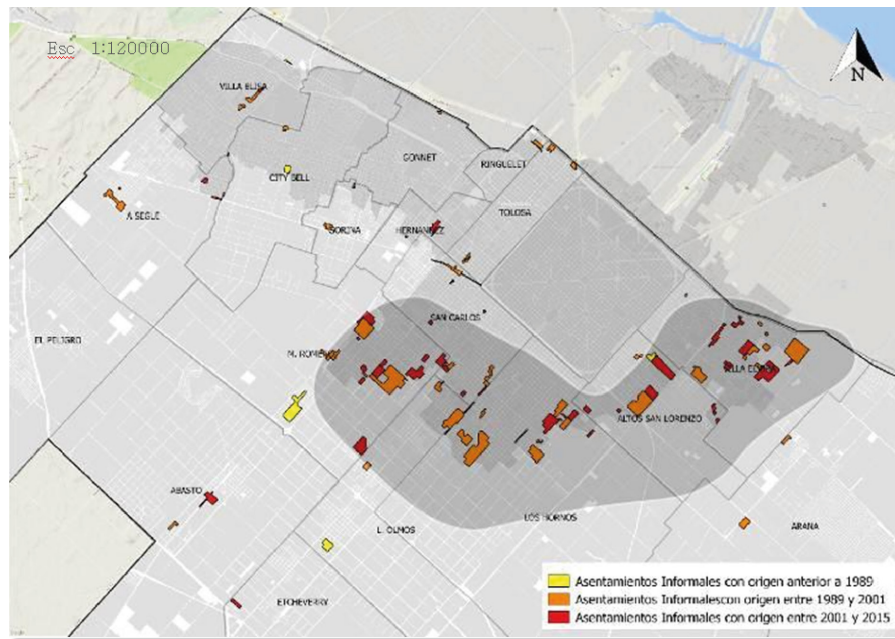 Esc 1:120000
N
VILLA ELISA
GONNET
RINGUELET
CITY BELL
TOLOSA
A SEGUI
GORINA
HERNANDEZ
SAN CARLOS
EL PELIGRO
M. ROMERO
VILLA ELVIRA
ALTOS SAN LORENZO
ABASTO
LOS HORNOS
L. OLMOS
ARANA
ETCHEVERRY
Asentamientos Informales con origen anterior a 1989
Asentamientos Informalescon origen entre 1989 y 2001
Asentamientos Informales con origen entre 2001 y 2015